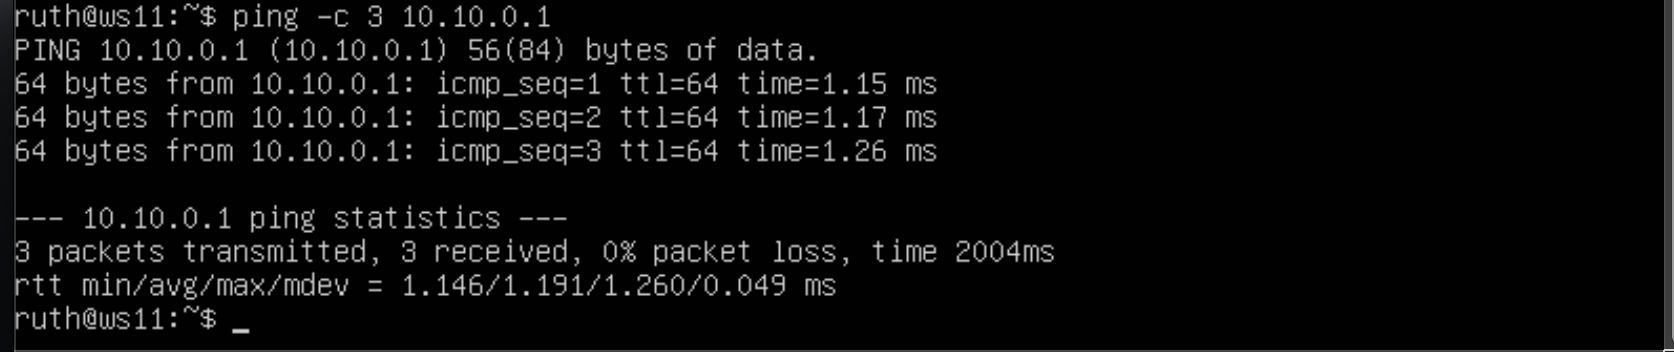 ruth@ws11:~$ ping -c 3 10.10.0.1
PING 10.10.0.1 (10.10.0.1) 56(84) bytes of data.
64 bytes from 10.10.0.1: icmp_seq=1 ttl=64 time=1.15 ms
64 bytes from 10.10.0.1: icmp_seq=2 ttl=64 time=1.17 ms
64 bytes from 10.10.0.1: icmp_seq=3 ttl=64 time=1.26 ms

--- 10.10.0.1 ping statistics ---
3 packets transmitted, 3 received, 0% packet loss, time 2004ms
rtt min/avg/max/mdev = 1.146/1.191/1.260/0.049 ms
ruth@ws11:~$ _